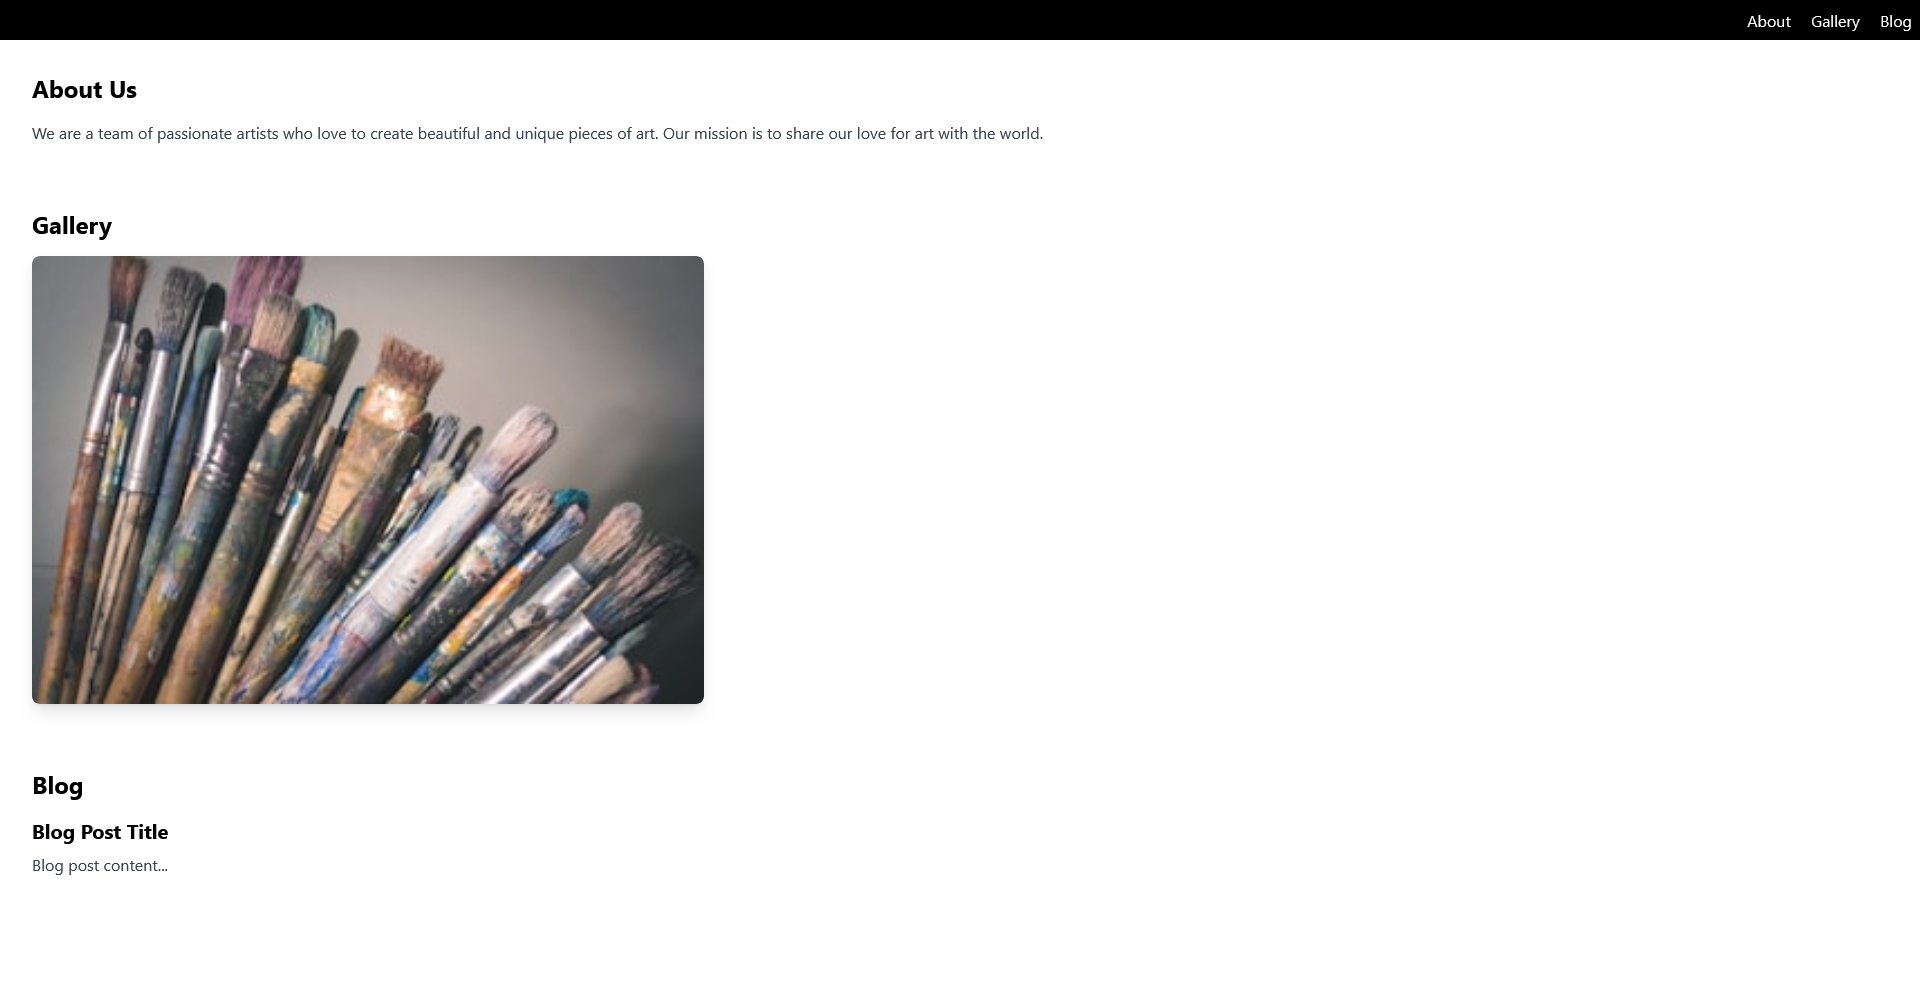 About Gallery Blog
About Us
We are a team of passionate artists who love to create beautiful and unique pieces of art. Our mission is to share our love for art with the world.
Gallery
Blog
Blog Post Title
Blog post content...